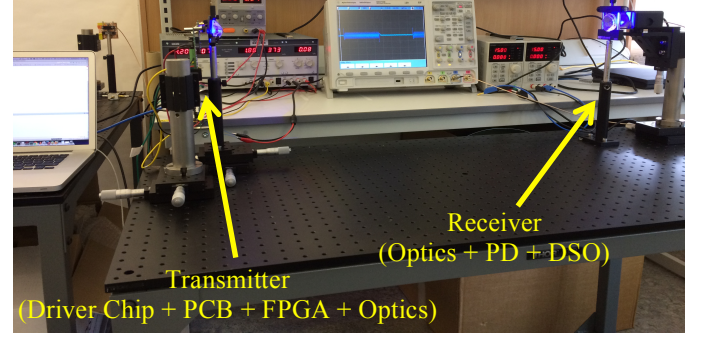 Receiver
(Optics + PD + DSO)
Transmitter
(Driver Chip + PCB + FPGA + Optics)